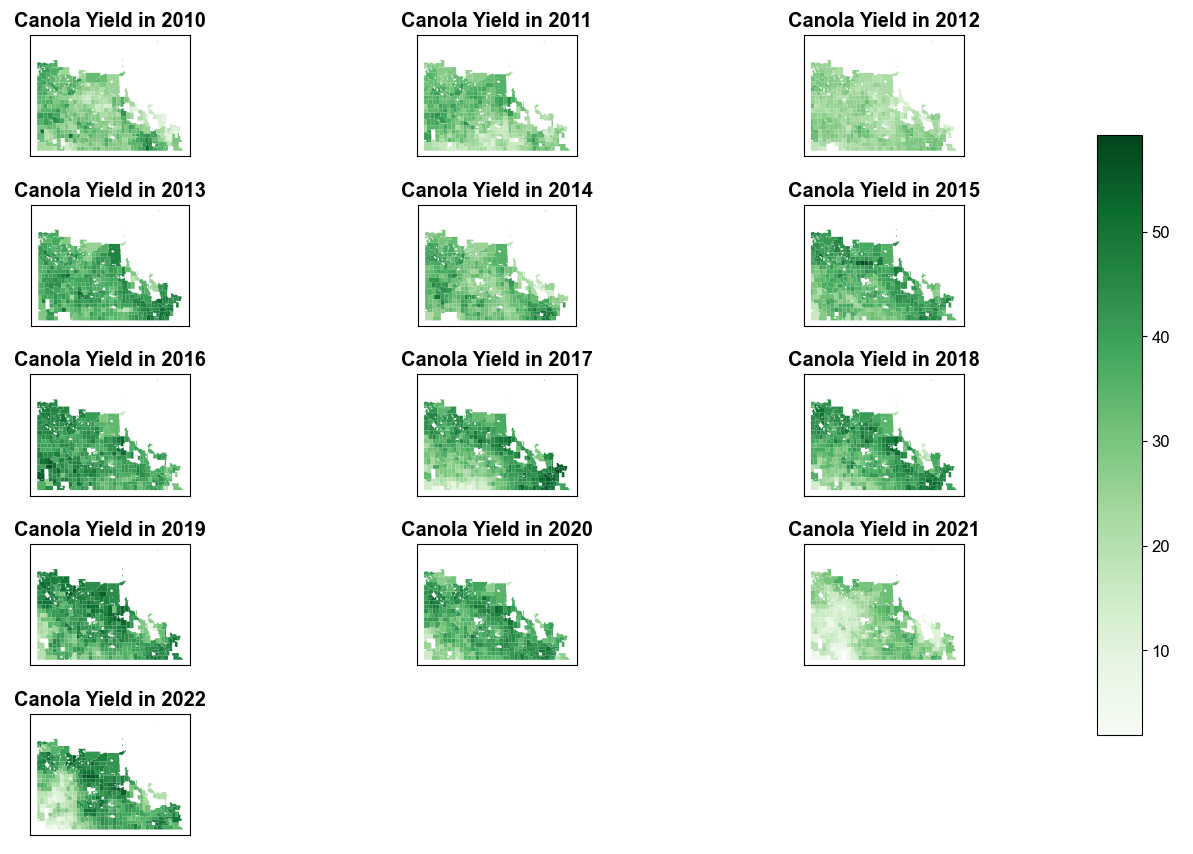 Canola Yield in 2010
Canola Yield in 2011
Canola Yield in 2012
Canola Yield in 2013
Canola Yield in 2014
Canola Yield in 2015
Canola Yield in 2016
Canola Yield in 2017
Canola Yield in 2018
Canola Yield in 2019
Canola Yield in 2020
Canola Yield in 2021
Canola Yield in 2022
50
40
30
20
10